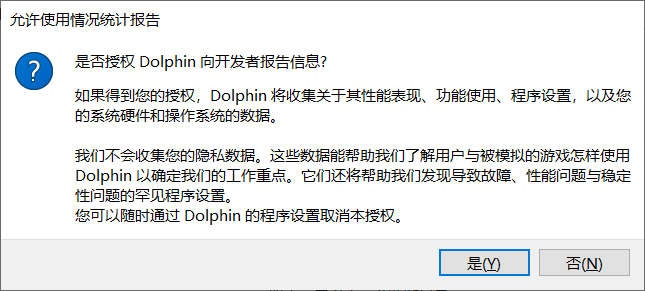 允许使用情况统计报告
是否授权 Dolphin 向开发者报告信息?
如果得到您的授权，Dolphin 将收集关于其性能表现、功能使用、程序设置，以及您
的系统硬件和操作系统的数据。
我们不会收集您的隐私数据。这些数据能帮助我们了解用户与被模拟的游戏怎样使用
Dolphin 以确定我们的工作重点。它们还将帮助我们发现导致故障、性能问题与稳定
性问题的罕见程序设置。
您可以随时通过 Dolphin 的程序设置取消本授权。
是(Y)
否(N)